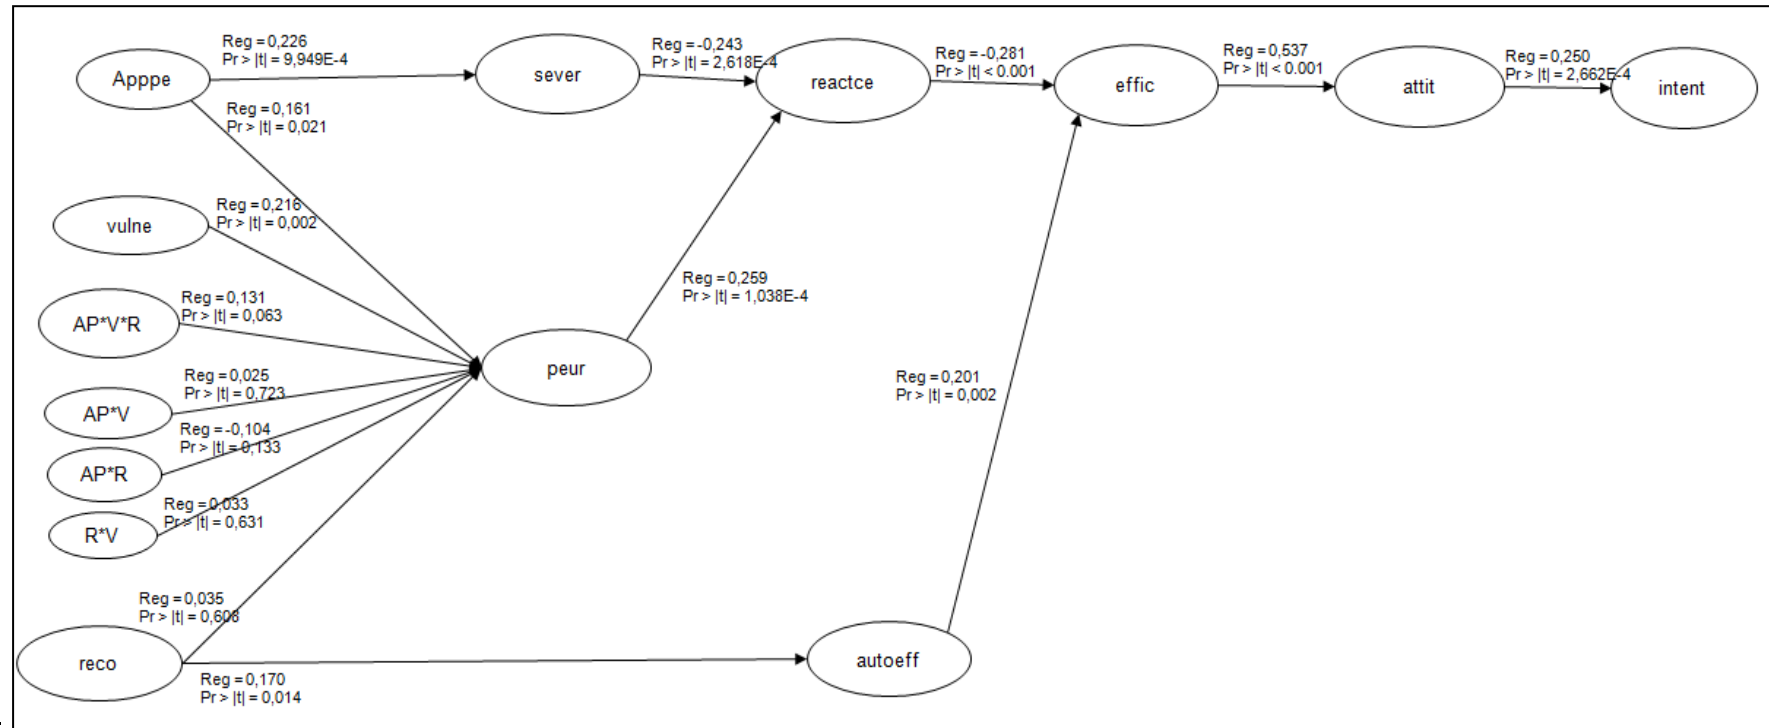 Reg = 0,226
Pr > |t| = 9,949E-4
Apppe
sever
Reg = -0,243
Pr > |t| = 2,618E-4
reactce
Reg = -0,281
Pr > |t| < 0.001
effic
Reg = 0,537
Pr > |t| < 0.001
attit
Reg = 0,250
Pr > |t| = 2,662E-4
intent
Reg = 0,161
Pr > |t| = 0,021
vulne
Reg = 0,216
Pr > |t| = 0,002
AP*V*R
Reg = 0,131
Pr > |t| = 0,063
Reg = 0,259
Pr > |t| = 1,038E-4
peur
AP*V
Reg = 0,025
Pr > |t| = 0,723
Reg = 0,201
Pr > |t| = 0,002
AP*R
Reg = -0,104
Pr > |t| = 0,133
R*V
Reg = 0,033
Pr > |t| = 0,631
Reg = 0,035
Pr > |t| = 0,608
reco
autoeff
Reg = 0,170
Pr > |t| = 0,014